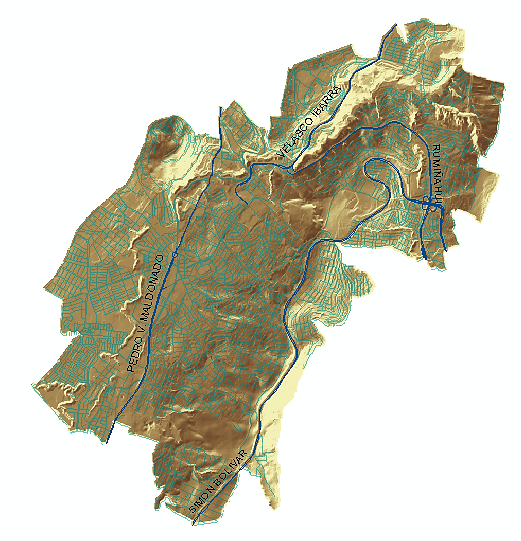 VELASCO IBARRA
RUMIÑAHUI
PEDRO V. MALDONADO
SIMON BOLIVAR